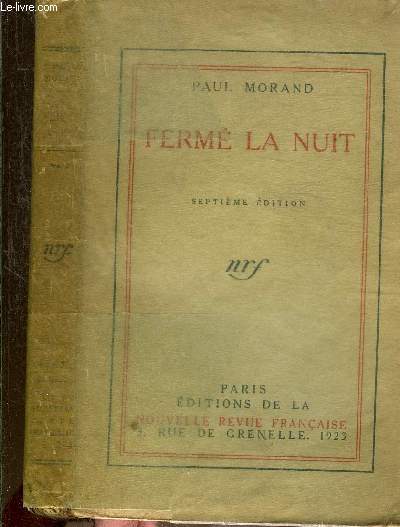 © Le-Livre.com
PAUL MORAND
FERMÉ LA NUIT
SEPTIÈME ÉDITION
nrf
PARIS
ÉDITIONS DE LA
NOUVELLE REVUE FRANÇAISE
3, RUE DE GRENELLE. 1923
nrf